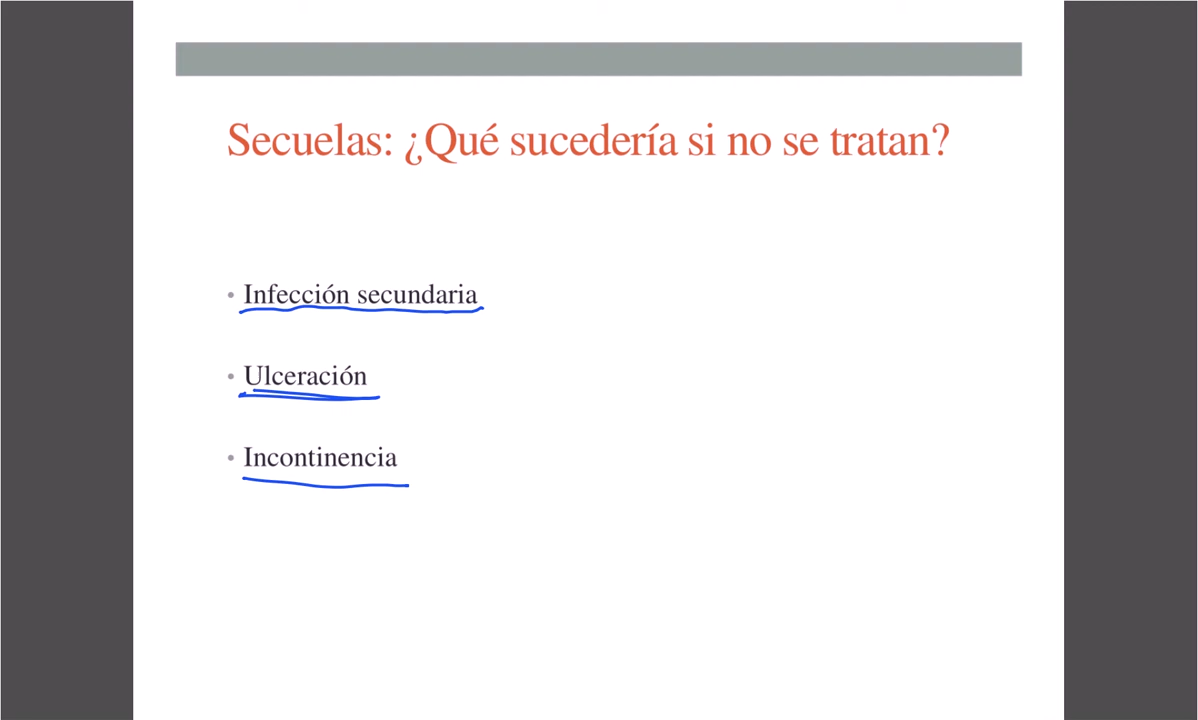 Secuelas: ¿Qué sucedería si no se tratan?
• Infección secundaria
• Ulceración
• Incontinencia